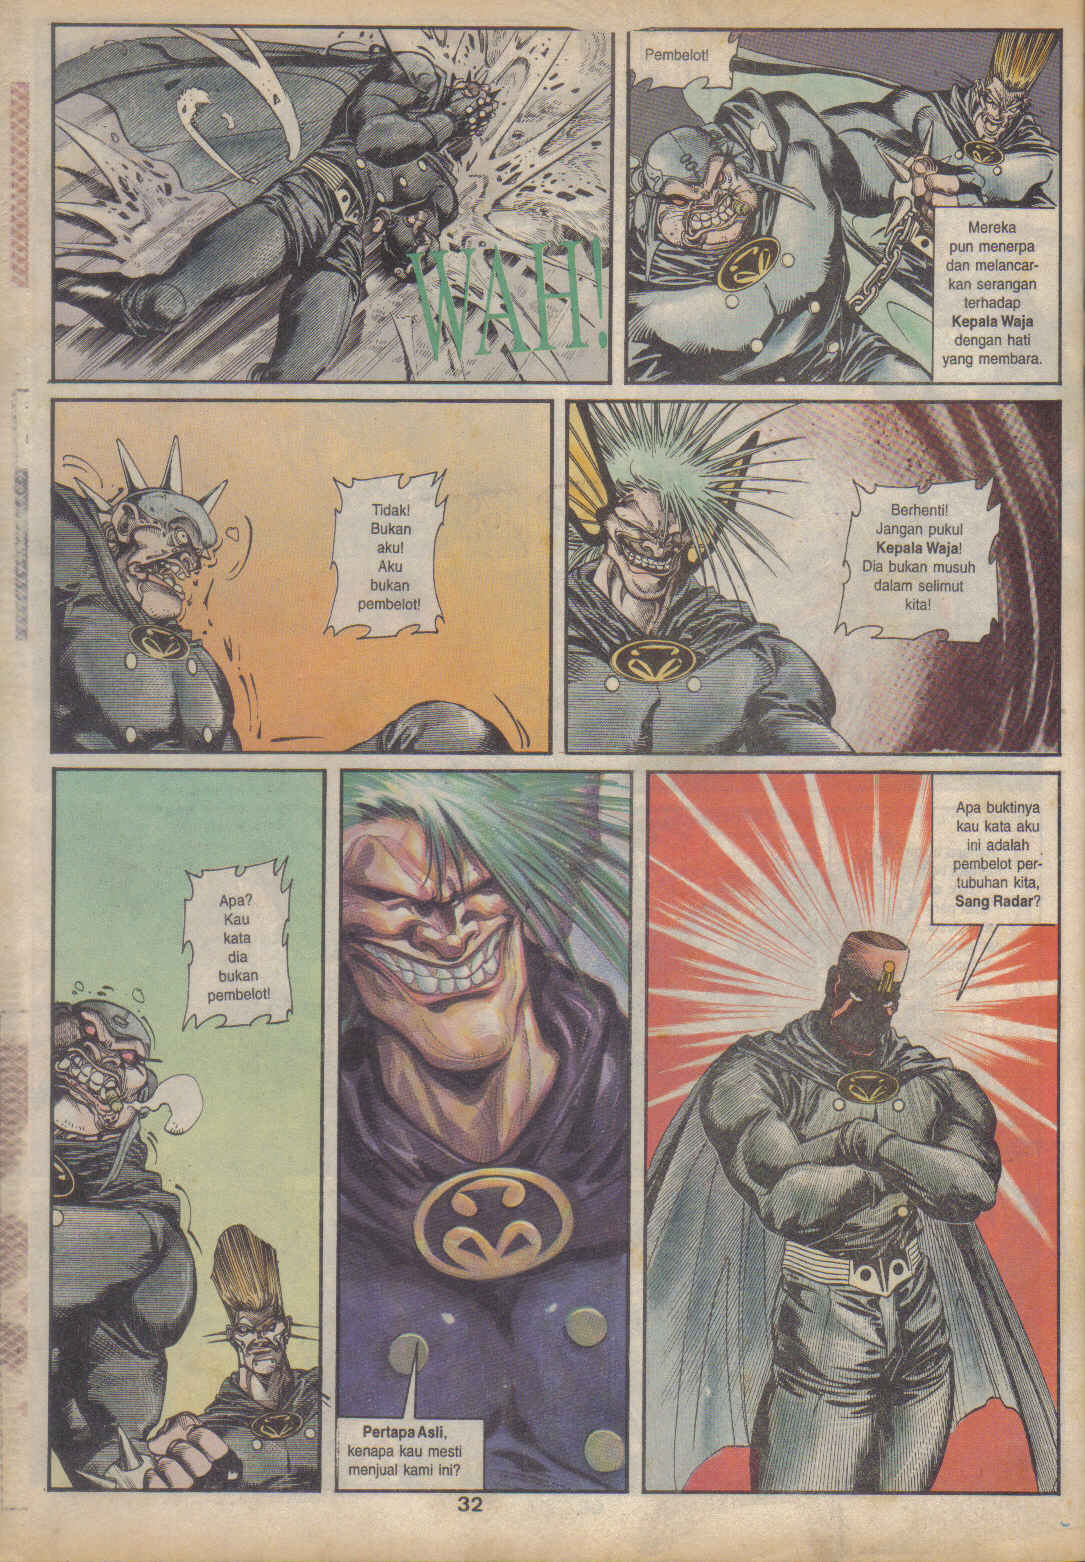 WAH!
Pembelot!
Mereka
pun menerpa
dan melancar-
kan serangan
terhadap
Kepala Waja
dengan hati
yang membara.
Tidak!
Bukan
aku!
Aku
bukan
pembelot!
Berhenti!
Jangan pukul
Kepala Waja!
Dia bukan musuh
dalam selimut
kita!
Apa?
Kau
kata
dia
bukan
pembelot!
Pertapa Asli,
kenapa kau mesti
menjual kami ini?
Apa buktinya
kau kata aku
ini adalah
pembelot per-
tubuhan kita,
Sang Radar?
32